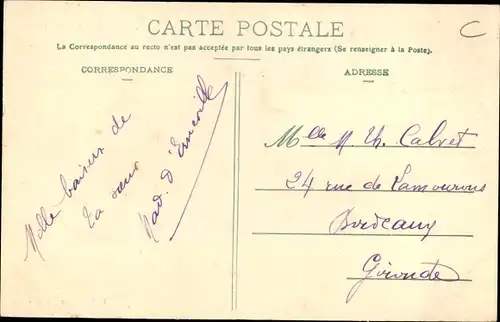 CARTE POSTALE
La Correspondance au recto n'est pas acceptée par tous les pays étrangers (Se renseigner à la Poste).
CORRESPONDANCE
ADRESSE
C
Mille baisers de
ta sœur
Mad. d'
Mlle M. Th. Calvet
24 rue de Lamourous
Bordeaux
Gironde